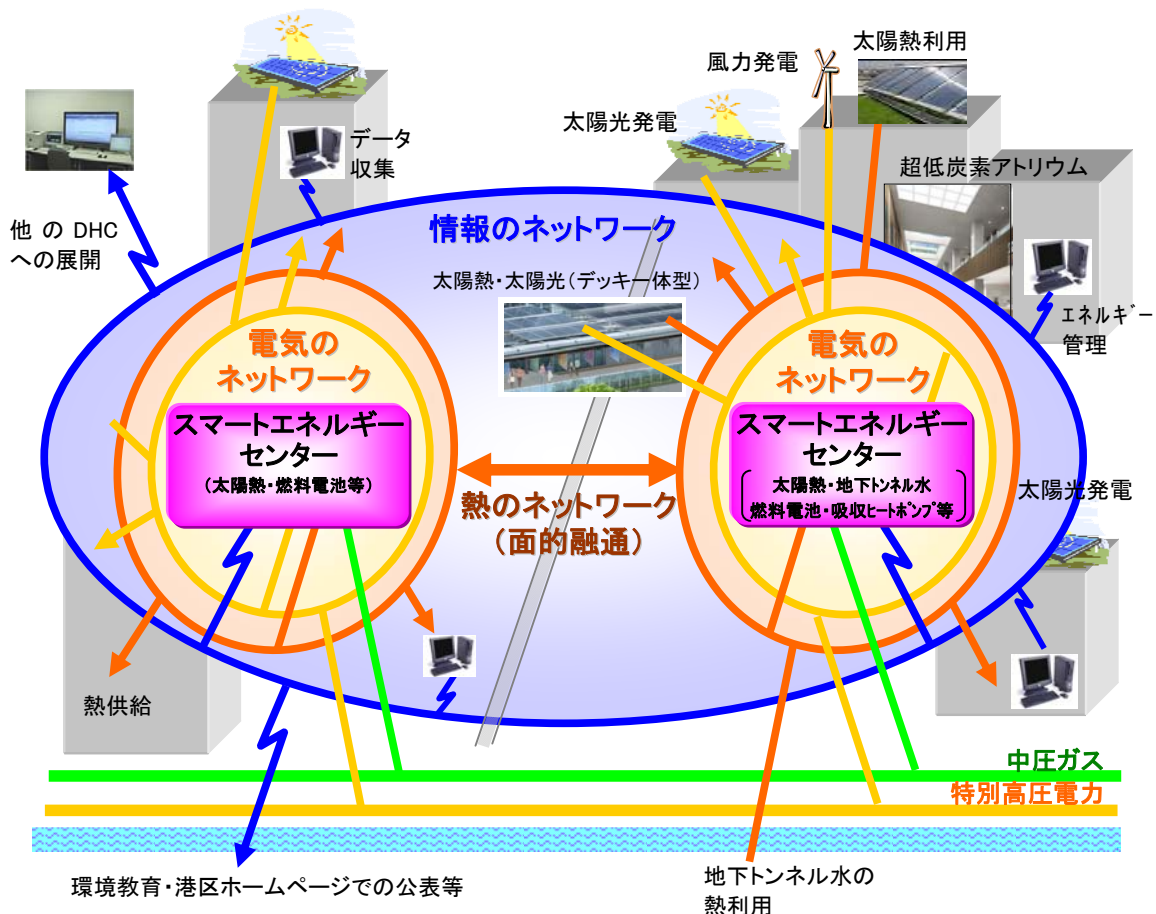 太陽熱利用
風力発電
太陽光発電
データ
収集
超低炭素アトリウム
他 の DHC
への展開
情報のネットワーク
太陽熱・太陽光(デッキ一体型)
エネルギー
管理
電気の
ネットワーク
スマートエネルギー
センター
(太陽熱・燃料電池等)
電気の
ネットワーク
スマートエネルギー
センター
太陽熱・地下トンネル水
燃料電池・吸収ヒートポンプ等
熱のネットワーク
(面的融通)
太陽光発電
熱供給
中圧ガス
特別高圧電力
環境教育・港区ホームページでの公表等
地下トンネル水の
熱利用